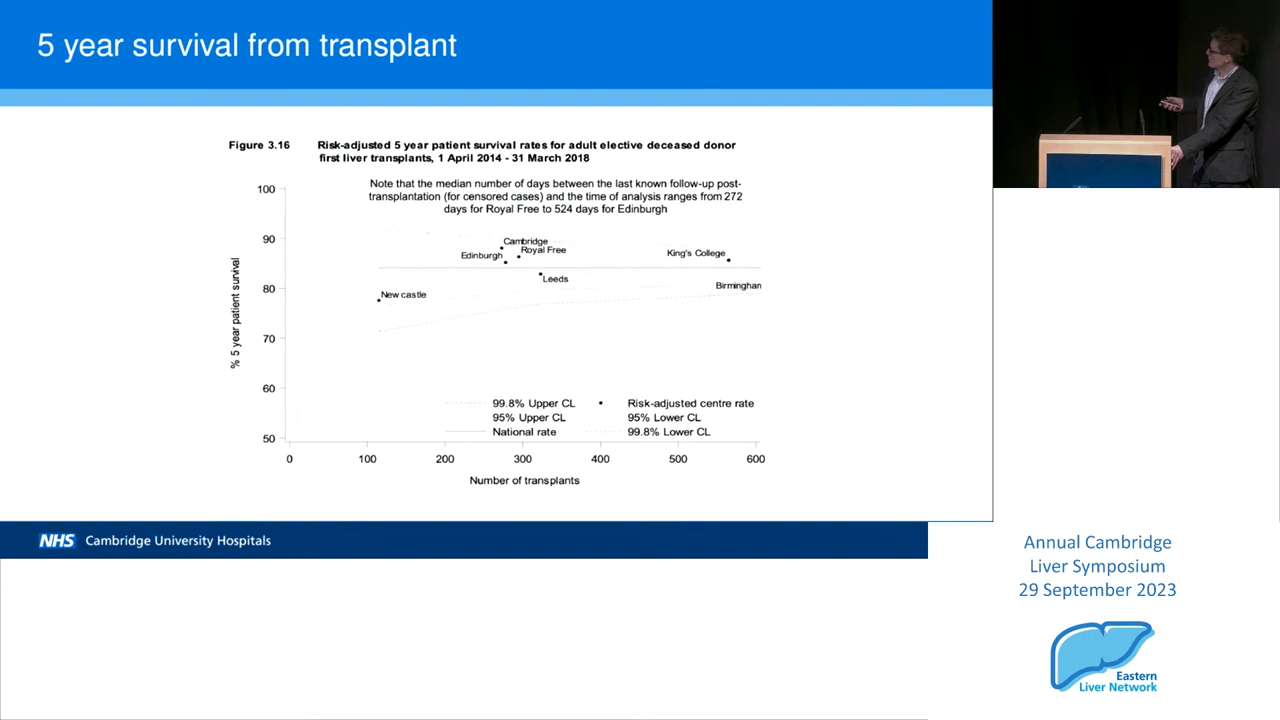 5 year survival from transplant
Figure 3.16 Risk-adjusted 5 year patient survival rates for adult elective deceased donor
first liver transplants, 1 April 2014 - 31 March 2018
Note that the median number of days between the last known follow-up post-
transplantation (for censored cases) and the time of analysis ranges from 272
days for Royal Free to 524 days for Edinburgh
100
90
80
70
60
50
% 5 year patient survival
Cambridge
Royal Free
Edinburgh
King's College
Leeds
Birminghan
New castle
99.8% Upper CL
95% Upper CL
National rate
Risk-adjusted centre rate
95% Lower CL
99.8% Lower CL
0 100 200 300 400 500 600
Number of transplants
NHS Cambridge University Hospitals
Annual Cambridge
Liver Symposium
29 September 2023
Eastern
Liver Network